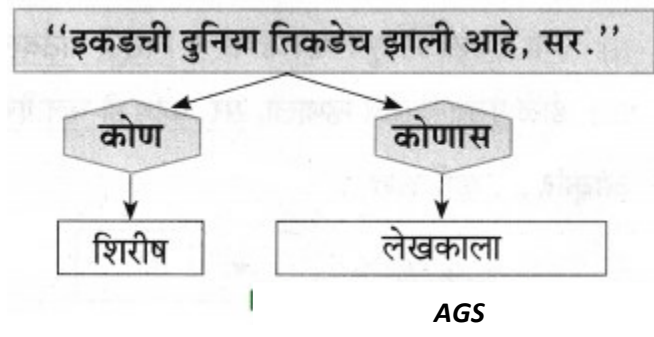 ‘‘इकडची दुनिया तिकडेच झाली आहे, सर.’’
कोण कोणास
शिरीष लेखकाला
AGS